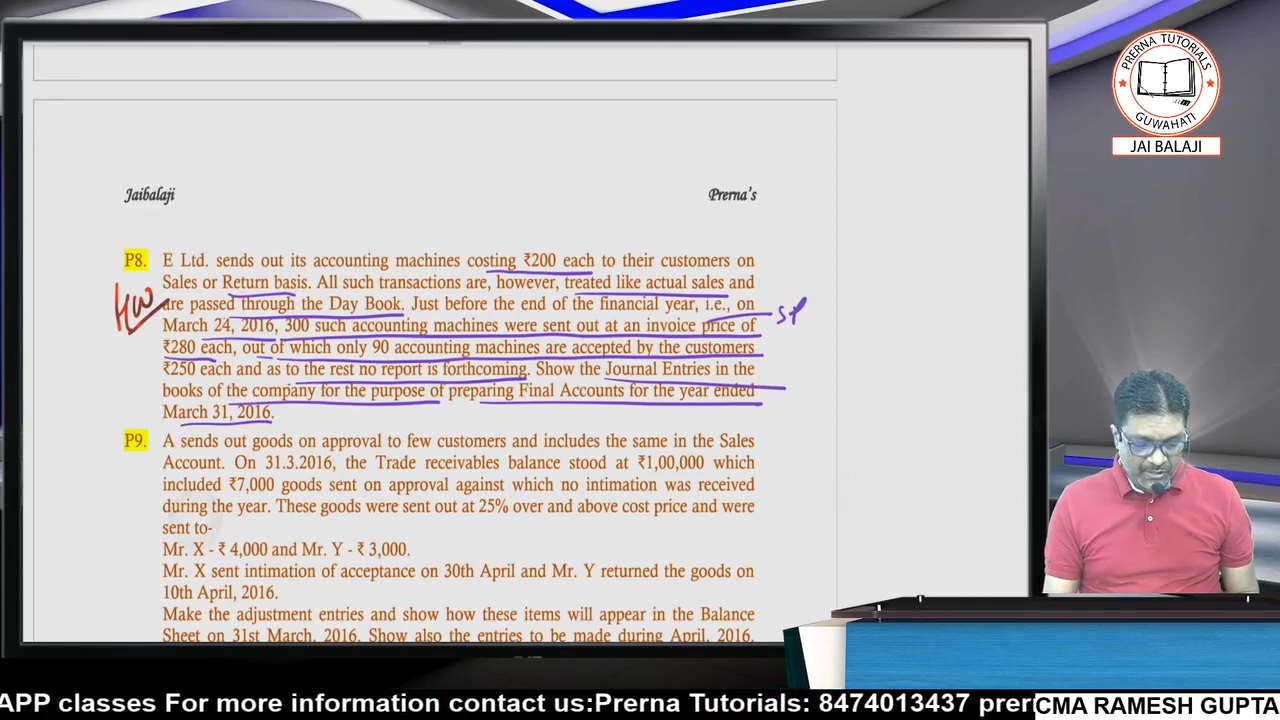 PRERNA TUTORIALS
GUWAHATI
JAI BALAJI
Jaibalaji Prerna's
P8. E Ltd. sends out its accounting machines costing ₹200 each to their customers on
Sales or Return basis. All such transactions are, however, treated like actual sales and
are passed through the Day Book. Just before the end of the financial year, i.e., on
March 24, 2016, 300 such accounting machines were sent out at an invoice price of
₹280 each, out of which only 90 accounting machines are accepted by the customers
₹250 each and as to the rest no report is forthcoming. Show the Journal Entries in the
books of the company for the purpose of preparing Final Accounts for the year ended
March 31, 2016.
HW
SP
P9. A sends out goods on approval to few customers and includes the same in the Sales
Account. On 31.3.2016, the Trade receivables balance stood at ₹1,00,000 which
included ₹7,000 goods sent on approval against which no intimation was received
during the year. These goods were sent out at 25% over and above cost price and were
sent to-
Mr. X - ₹ 4,000 and Mr. Y - ₹ 3,000.
Mr. X sent intimation of acceptance on 30th April and Mr. Y returned the goods on
10th April, 2016.
Make the adjustment entries and show how these items will appear in the Balance
Sheet on 31st March, 2016. Show also the entries to be made during April, 2016.
APP classes For more information contact us:Prerna Tutorials: 8474013437 prer
CMA RAMESH GUPTA